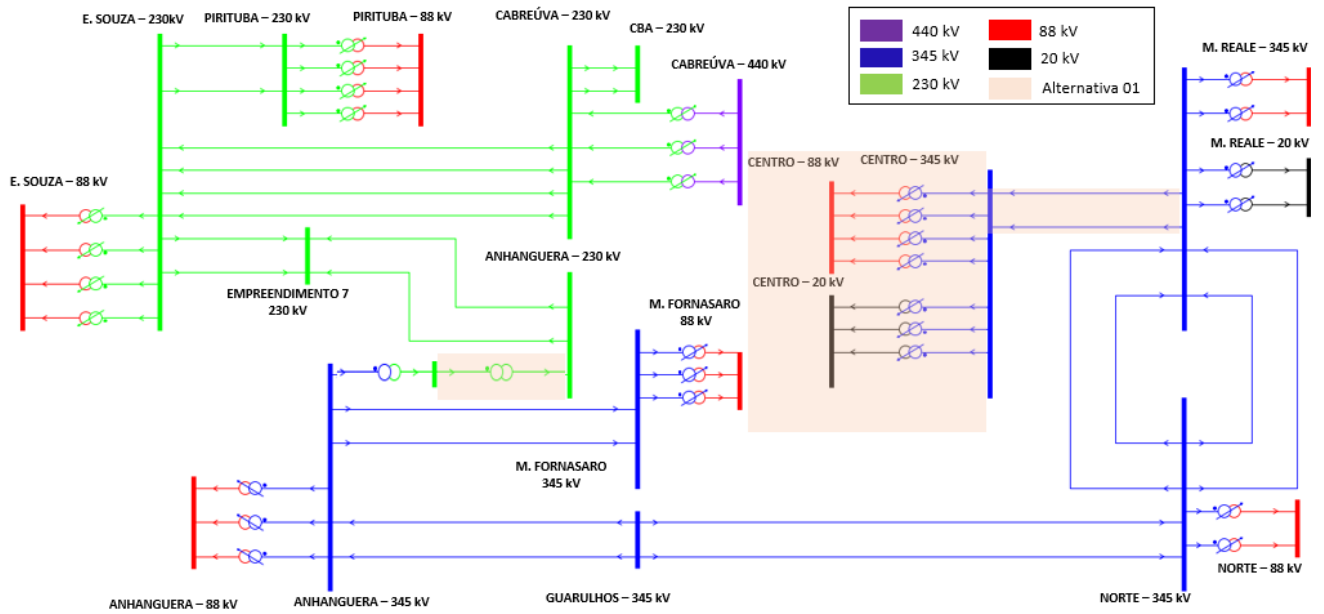 E. SOUZA – 230kV
PIRITUBA – 230 kV
PIRITUBA – 88 kV
CABREÚVA – 230 kV
CBA – 230 kV
CABREÚVA – 440 kV
440 kV
345 kV
230 kV
88 kV
20 kV
Alternativa 01
M. REALE – 345 kV
M. REALE – 20 kV
CENTRO – 88 kV
CENTRO – 345 kV
E. SOUZA – 88 kV
ANHANGUERA – 230 kV
CENTRO – 20 kV
EMPREENDIMENTO 7
230 kV
M. FORNASARO
88 kV
M. FORNASARO
345 kV
NORTE – 88 kV
ANHANGUERA – 88 kV
ANHANGUERA – 345 kV
GUARULHOS – 345 kV
NORTE – 345 kV